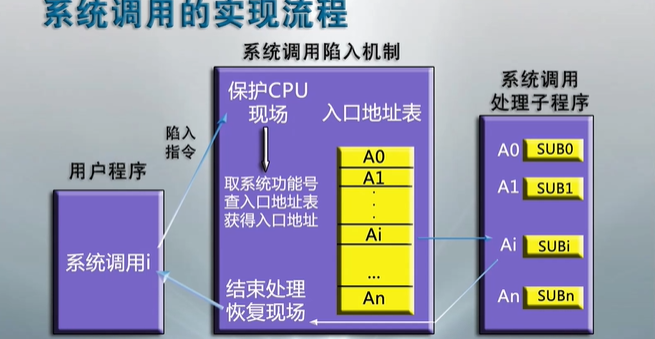 系统调用的实现流程
系统调用陷入机制
系统调用
处理子程序
用户程序
陷入
指令
保护CPU
现场
入口地址表
取系统功能号
查入口地址表
获得入口地址
结束处理
恢复现场
系统调用i
A0
A1
.
.
.
Ai
...
An
A0 SUB0
A1 SUB1
Ai SUBi
An SUBn